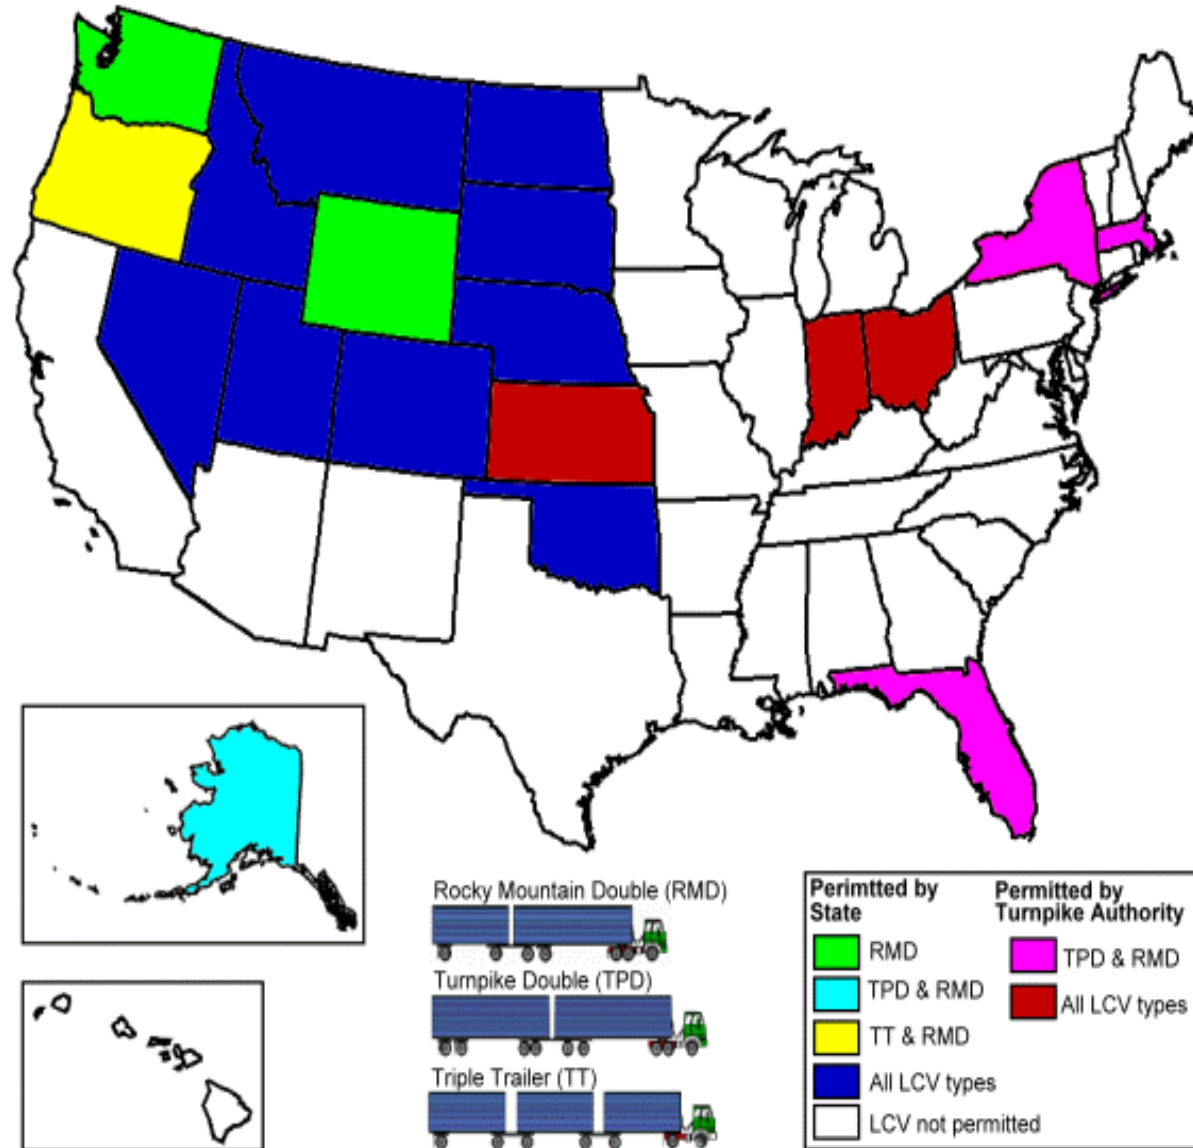 Rocky Mountain Double (RMD)
Turnpike Double (TPD)
Triple Trailer (TT)
Perimtted by
State
RMD
TPD & RMD
TT & RMD
All LCV types
LCV not permitted
Permitted by
Turnpike Authority
TPD & RMD
All LCV types